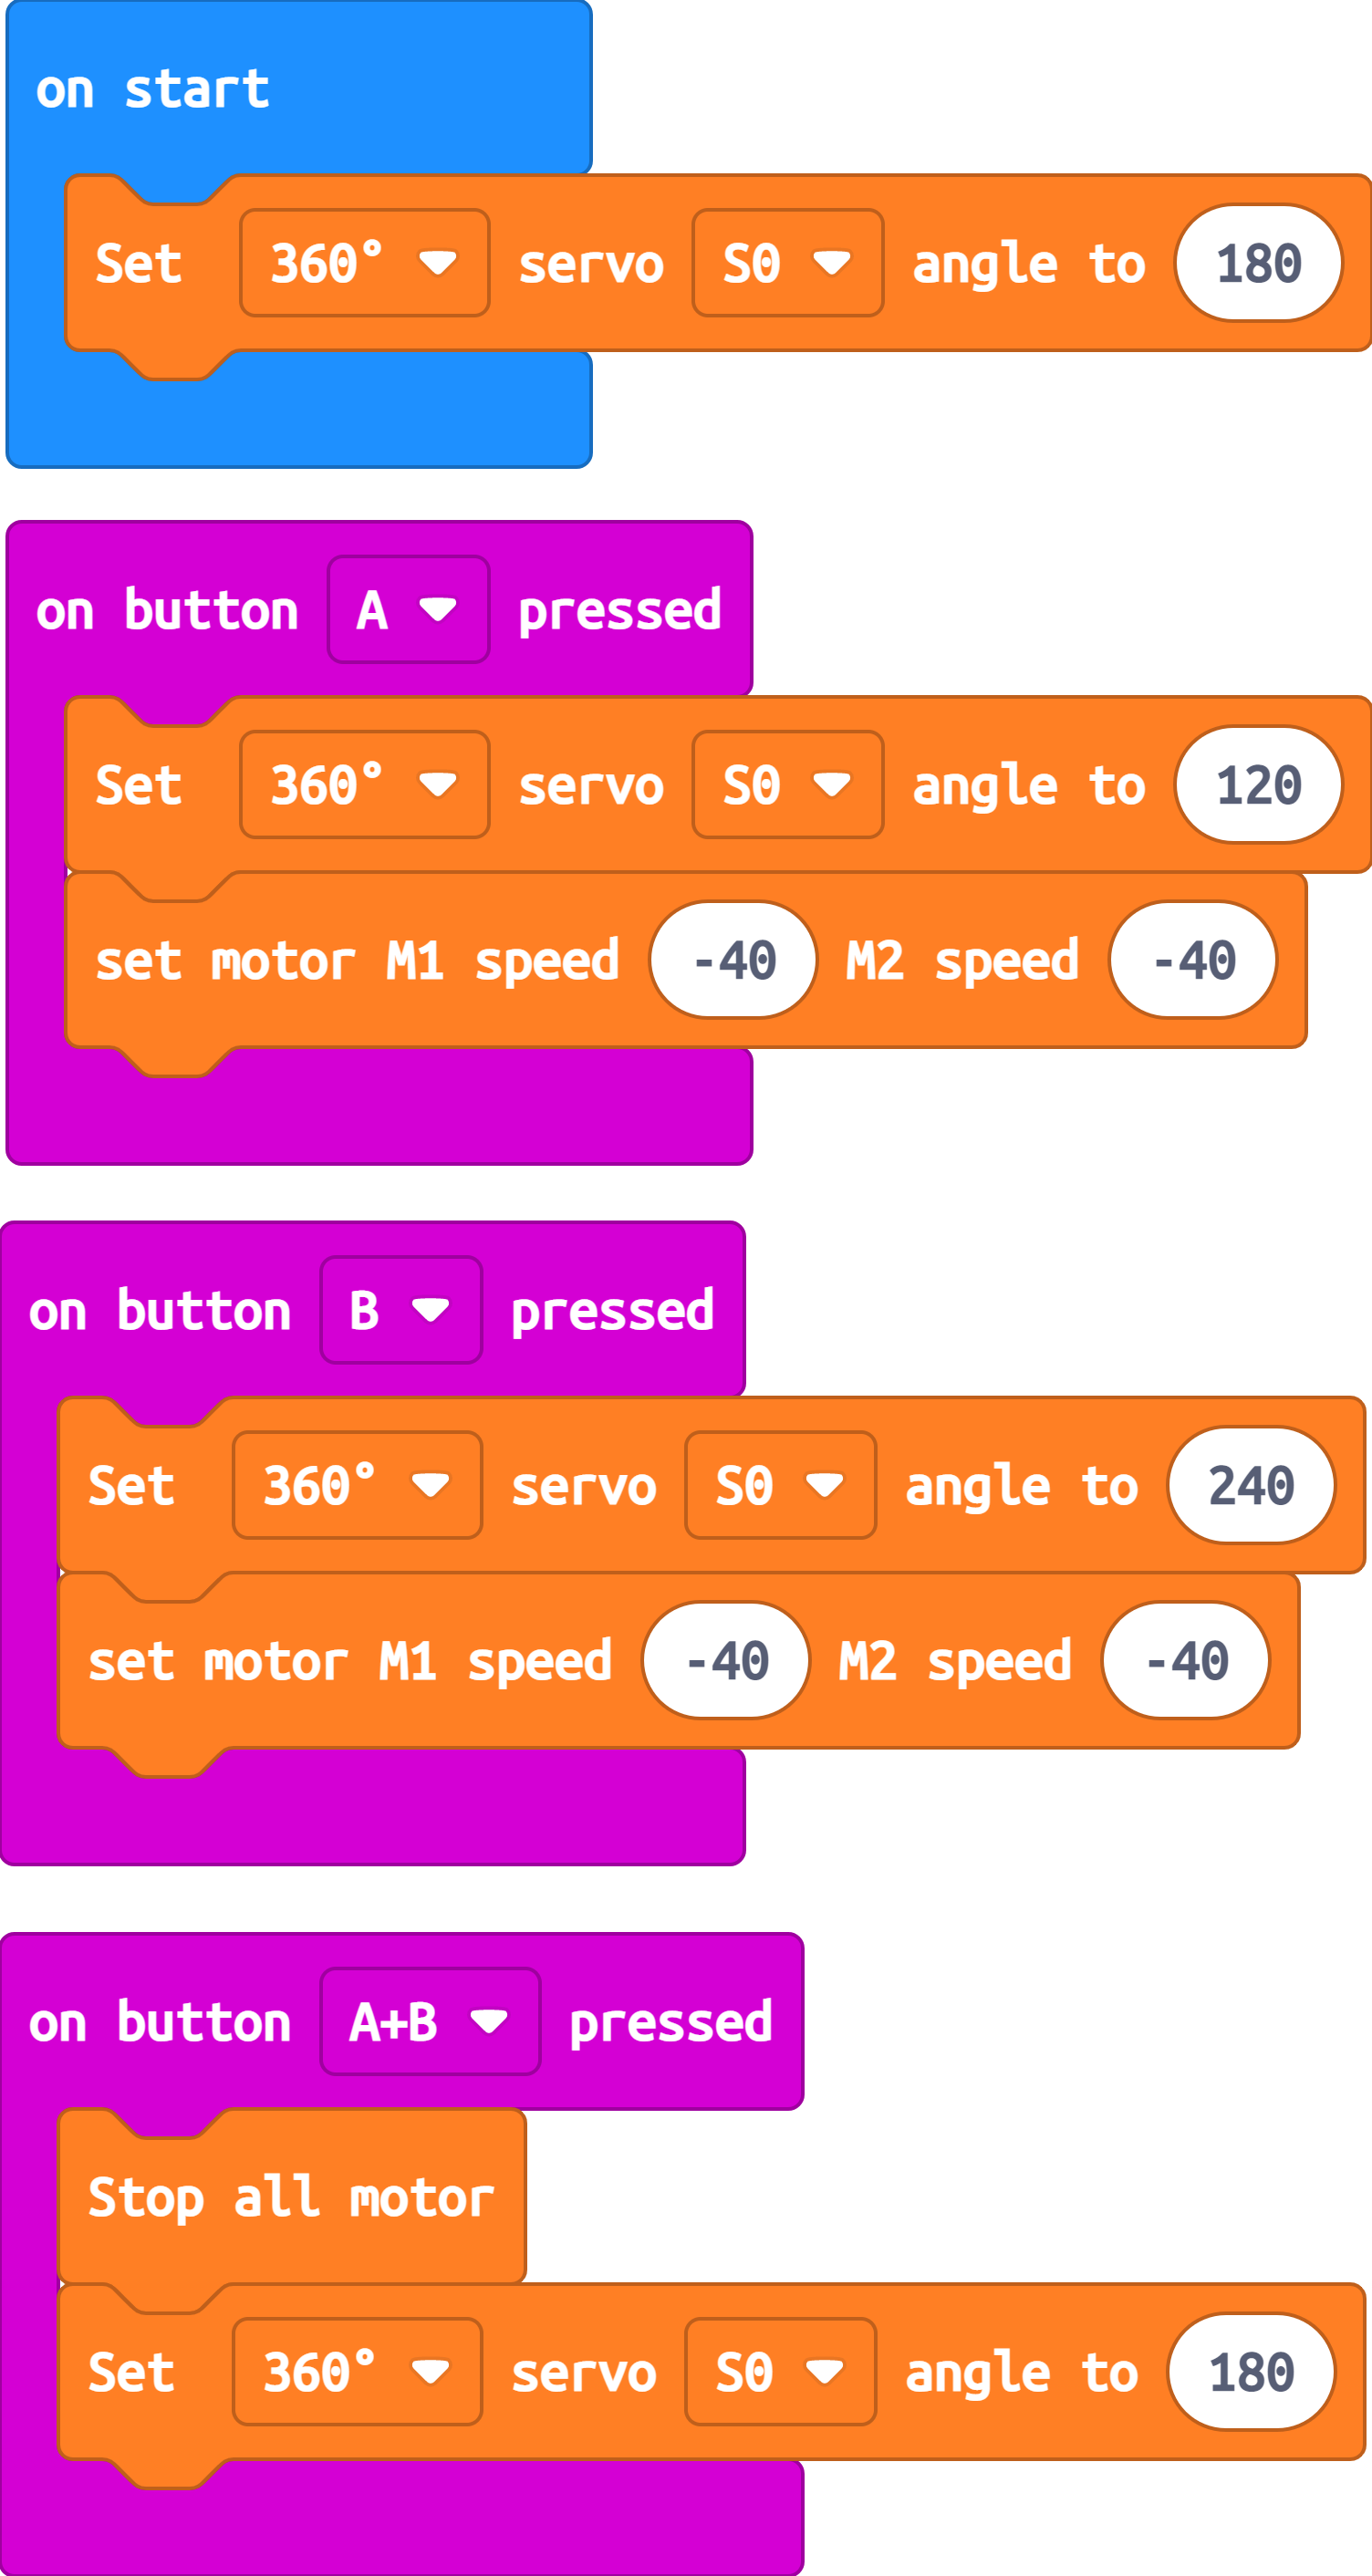 on start
Set 360° servo S0 angle to 180
on button A pressed
Set 360° servo S0 angle to 120
set motor M1 speed -40 M2 speed -40
on button B pressed
Set 360° servo S0 angle to 240
set motor M1 speed -40 M2 speed -40
on button A+B pressed
Stop all motor
Set 360° servo S0 angle to 180